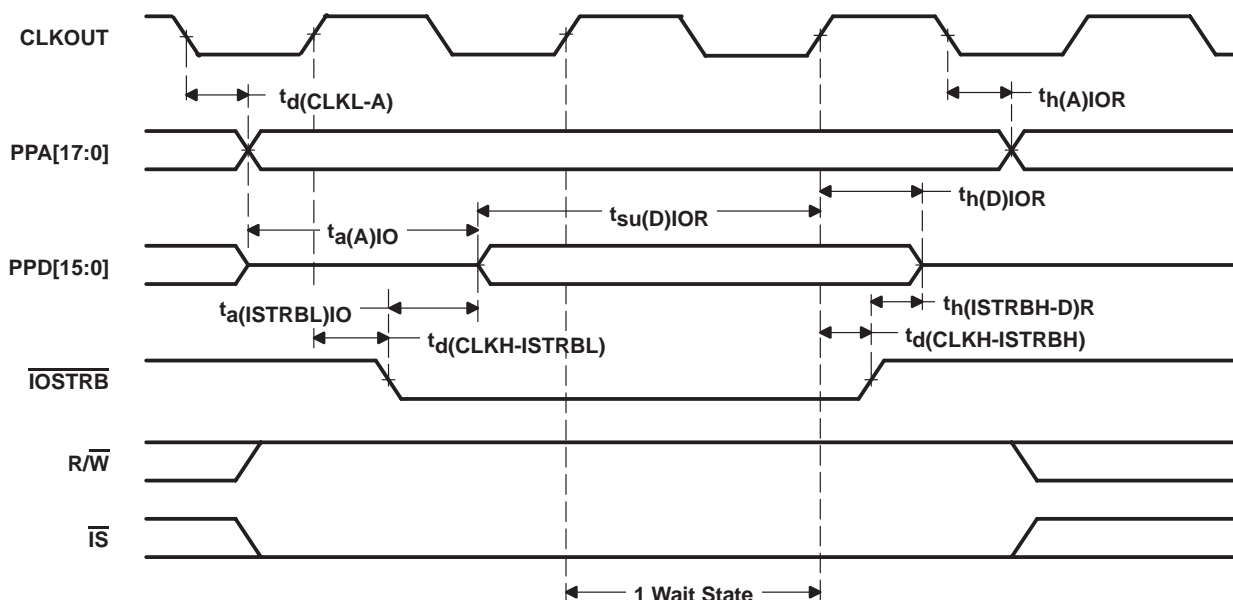 CLKOUT
td(CLKL-A)
th(A)IOR
PPA[17:0]
th(D)IOR
tsu(D)IOR
ta(A)IO
PPD[15:0]
ta(ISTRBL)IO
th(ISTRBH-D)R
td(CLKH-ISTRBL)
td(CLKH-ISTRBH)
IOSTRB
R/W
IS
1 Wait State